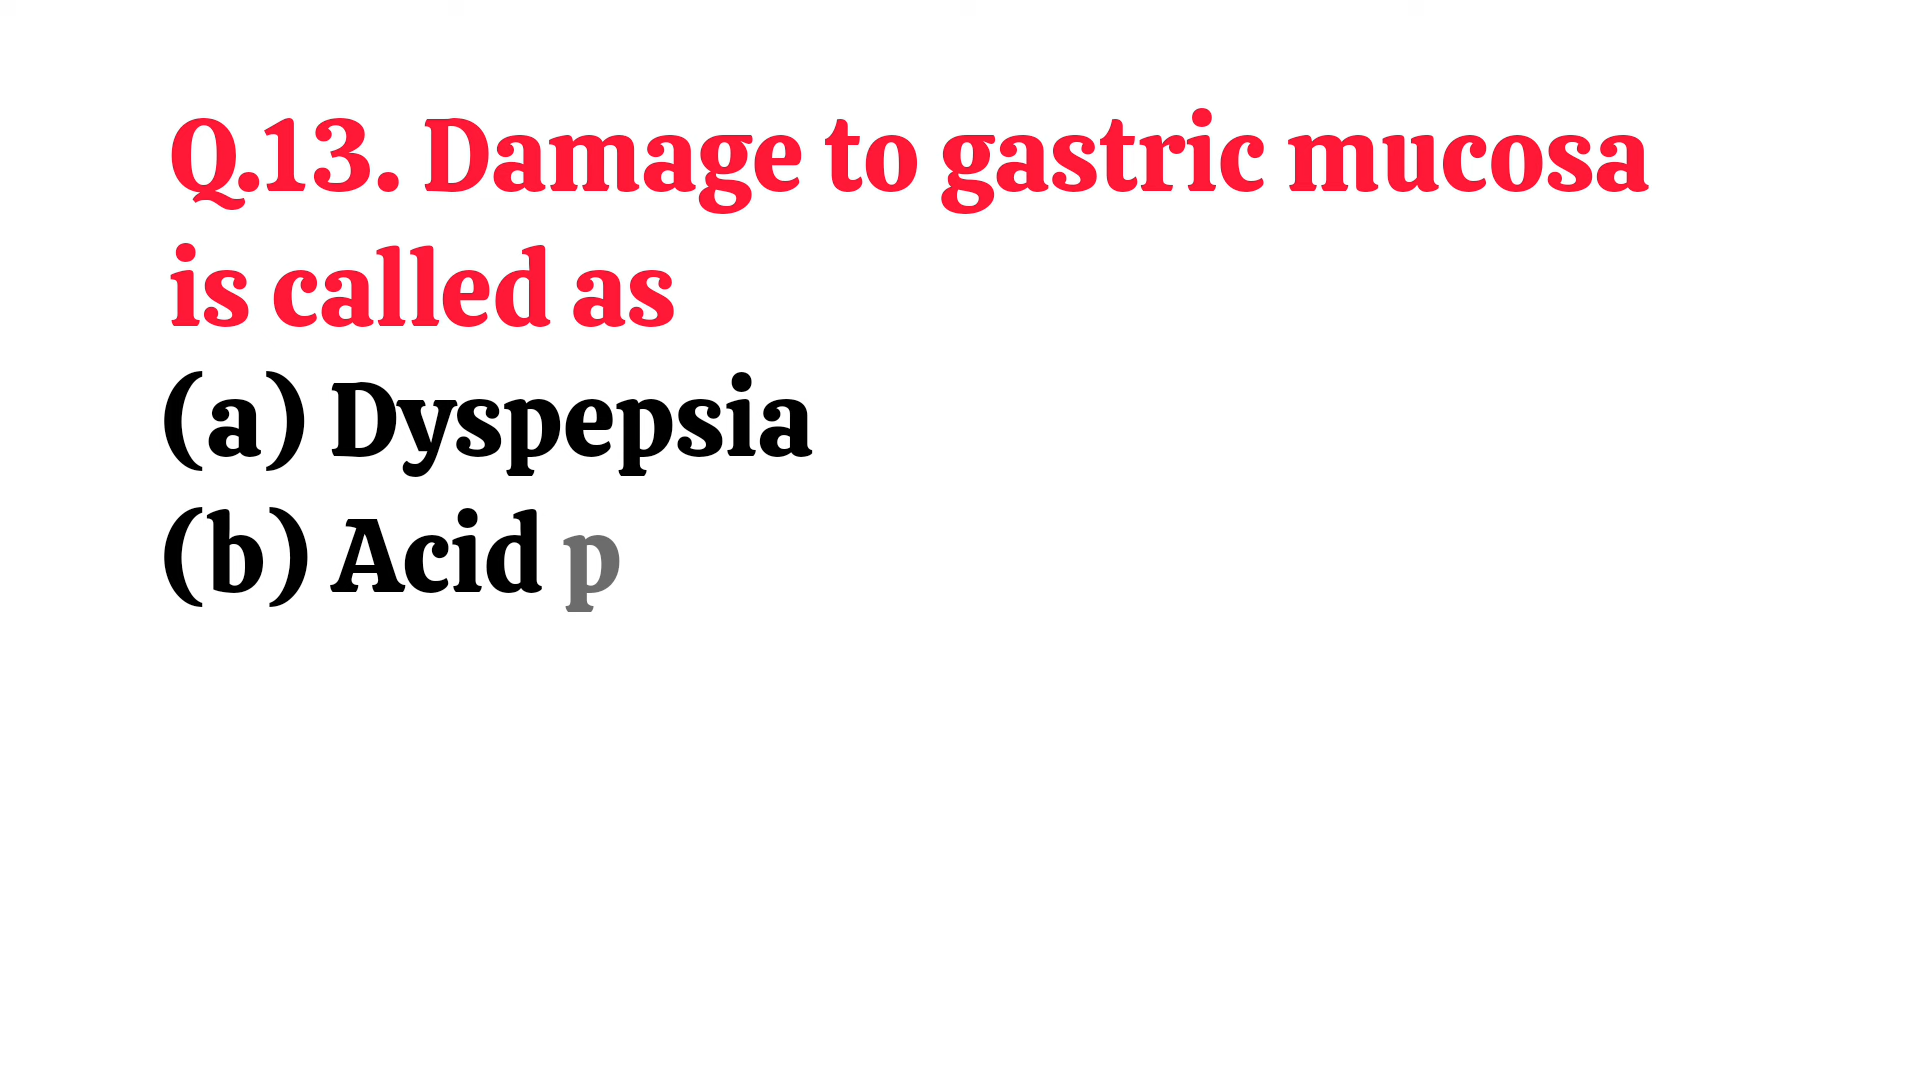 Q.13. Damage to gastric mucosa
is called as
(a) Dyspepsia
(b) Acid p